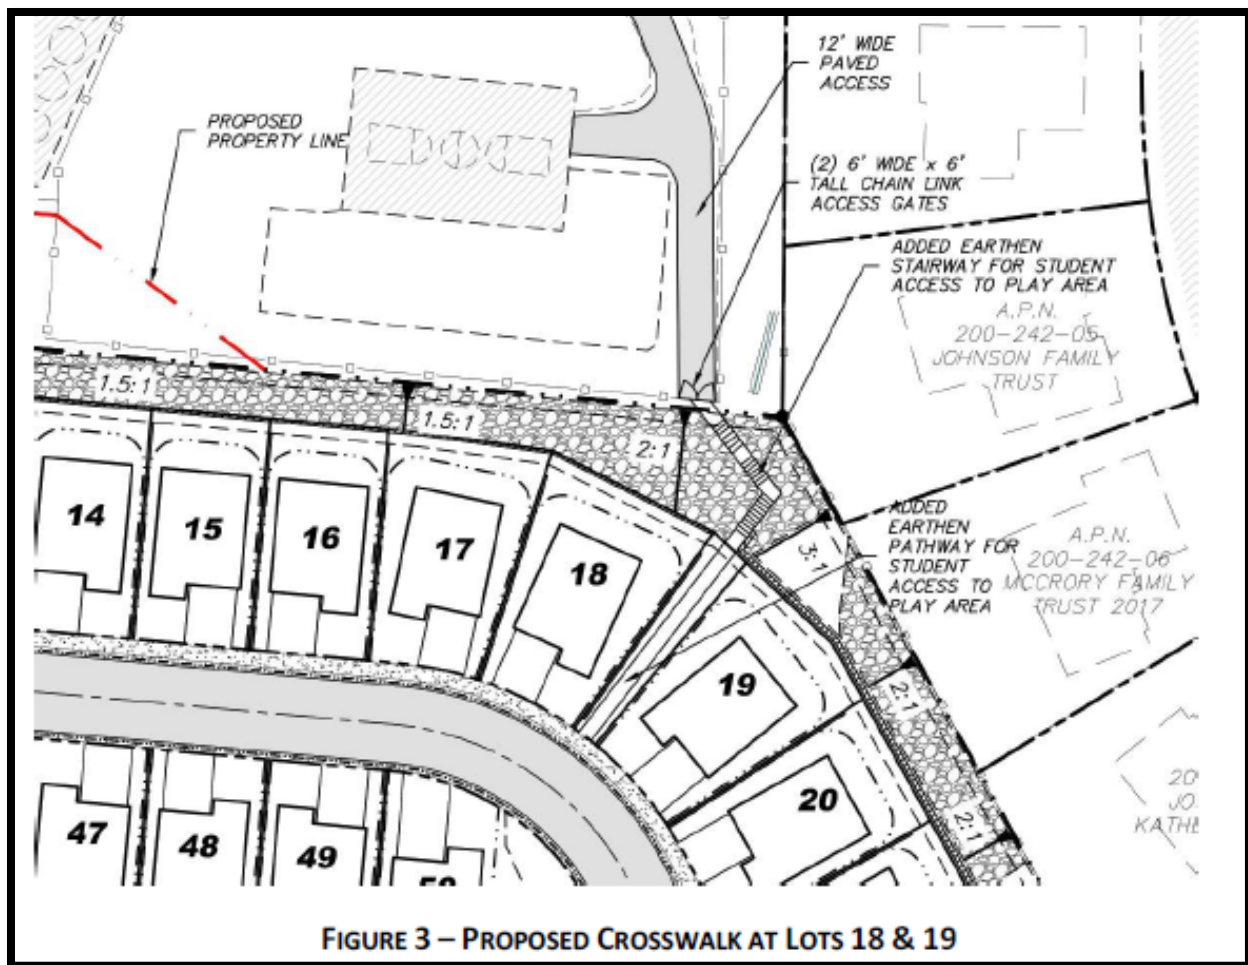 12' WIDE
PAVED
ACCESS
PROPOSED
PROPERTY LINE
(2) 6' WIDE x 6'
TALL CHAIN LINK
ACCESS GATES
ADDED EARTHEN
STAIRWAY FOR STUDENT
ACCESS TO PLAY AREA
A.P.N.
200-242-05
JOHNSON FAMILY
TRUST
1.5:1
1.5:1
2:1
3:1
ADDED
EARTHEN
PATHWAY FOR
STUDENT
ACCESS TO
PLAY AREA
A.P.N.
200-242-06
MCCRORY FAMILY
TRUST 2017
14
15
16
17
18
19
20
2:1
2:1
47
48
49
FIGURE 3 – PROPOSED CROSSWALK AT LOTS 18 & 19